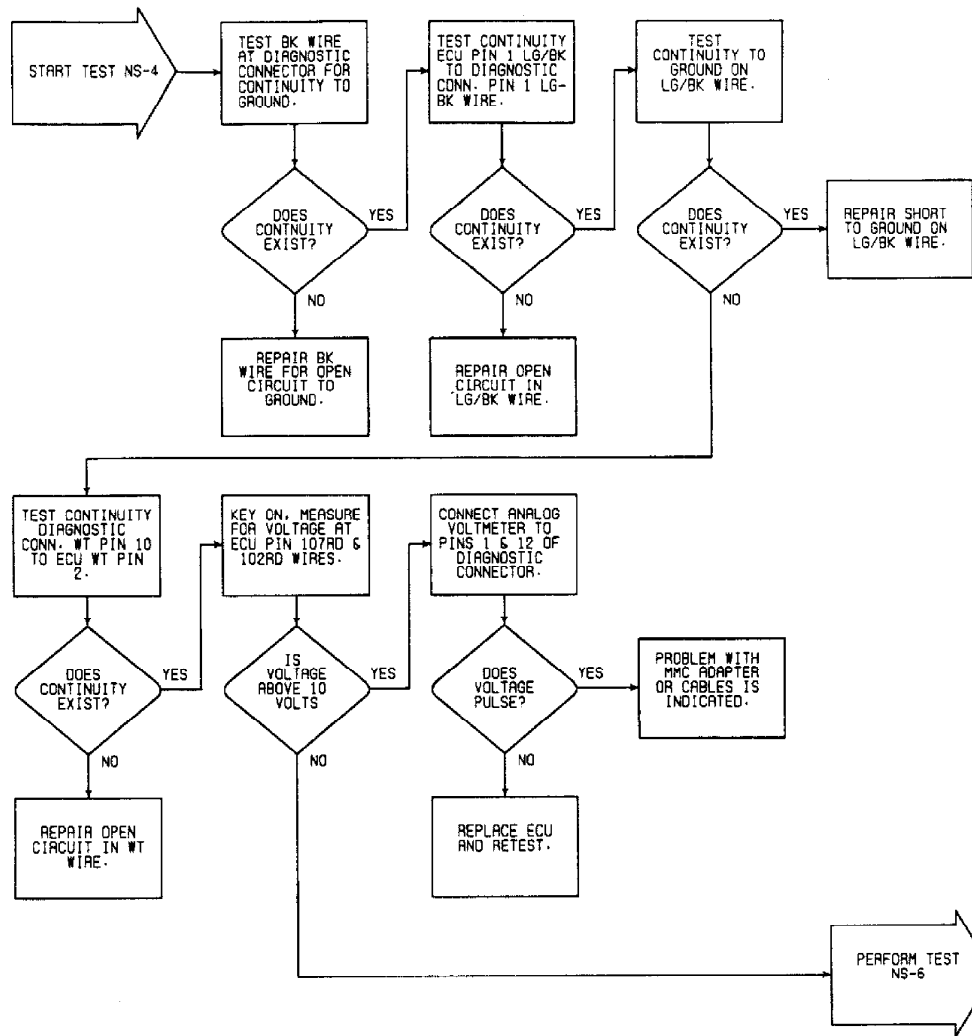 START TEST NS-4
TEST BK WIRE
AT DIAGNOSTIC
CONNECTOR FOR
CONTINUITY TO
GROUND.
TEST CONTINUITY
ECU PIN 1 LG/BK
TO DIAGNOSTIC
CONN. PIN 1 LG-
BK WIRE.
TEST
CONTINUITY TO
GROUND ON
LG/BK WIRE.
DOES
CONTNUITY
EXIST?
YES
NO
DOES
CONTINUITY
EXIST?
YES
NO
DOES
CONTINUITY
EXIST?
YES
NO
REPAIR SHORT
TO GROUND ON
LG/BK WIRE.
REPAIR BK
WIRE FOR OPEN
CIRCUIT TO
GROUND.
REPAIR OPEN
CIRCUIT IN
LG/BK WIRE.
TEST CONTINUITY
DIAGNOSTIC
CONN. WT PIN 10
TO ECU WT PIN
2.
KEY ON, MEASURE
FOR VOLTAGE AT
ECU PIN 107RD &
102RD WIRES.
CONNECT ANALOG
VOLTMETER TO
PINS 1 & 12 OF
DIAGNOSTIC
CONNECTOR.
DOES
CONTINUITY
EXIST?
YES
NO
IS
VOLTAGE
ABOVE 10
VOLTS
YES
NO
DOES
VOLTAGE
PULSE?
YES
NO
PROBLEM WITH
MMC ADAPTER
OR CABLES IS
INDICATED.
REPAIR OPEN
CIRCUIT IN WT
WIRE.
REPLACE ECU
AND RETEST.
PERFORM TEST
NS-6